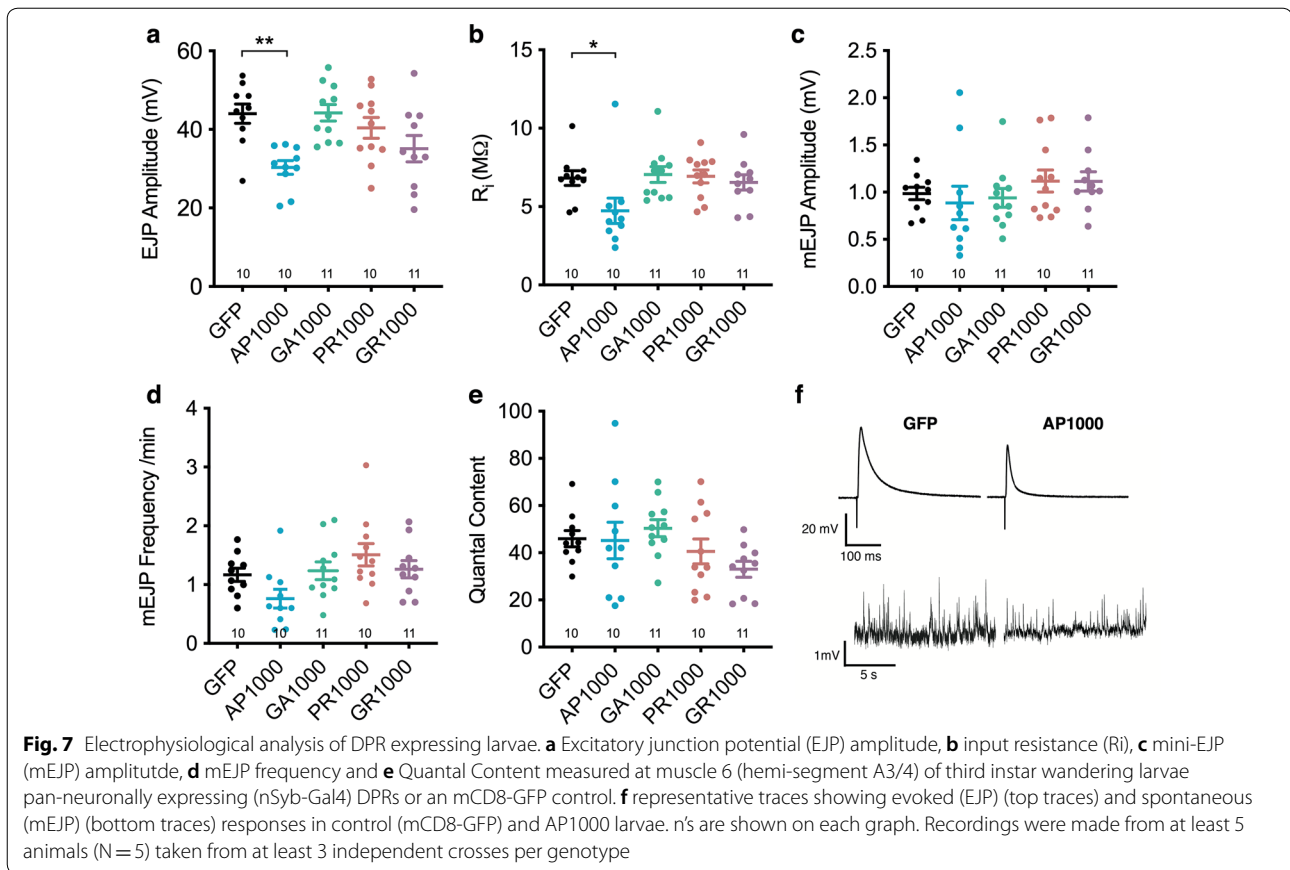 a
EJP Amplitude (mV)
60
40
20
0
**
10 10 11 10 11
GFP AP1000 GA1000 PR1000 GR1000
b
Ri (MΩ)
15
10
5
0
*
10 10 11 10 11
GFP AP1000 GA1000 PR1000 GR1000
c
mEJP Amplitude (mV)
2.5
2.0
1.5
1.0
0.5
0.0
10 10 11 10 11
GFP AP1000 GA1000 PR1000 GR1000
d
mEJP Frequency /min
4
3
2
1
0
10 10 11 10 11
GFP AP1000 GA1000 PR1000 GR1000
e
Quantal Content
100
80
60
40
20
0
10 10 11 10 11
GFP AP1000 GA1000 PR1000 GR1000
f
GFP AP1000
20 mV
100 ms
1mV
5 s
Fig. 7 Electrophysiological analysis of DPR expressing larvae. a Excitatory junction potential (EJP) amplitude, b input resistance (Ri), c mini-EJP
(mEJP) amplitutde, d mEJP frequency and e Quantal Content measured at muscle 6 (hemi-segment A3/4) of third instar wandering larvae
pan-neuronally expressing (nSyb-Gal4) DPRs or an mCD8-GFP control. f representative traces showing evoked (EJP) (top traces) and spontaneous
(mEJP) (bottom traces) responses in control (mCD8-GFP) and AP1000 larvae. n's are shown on each graph. Recordings were made from at least 5
animals (N = 5) taken from at least 3 independent crosses per genotype